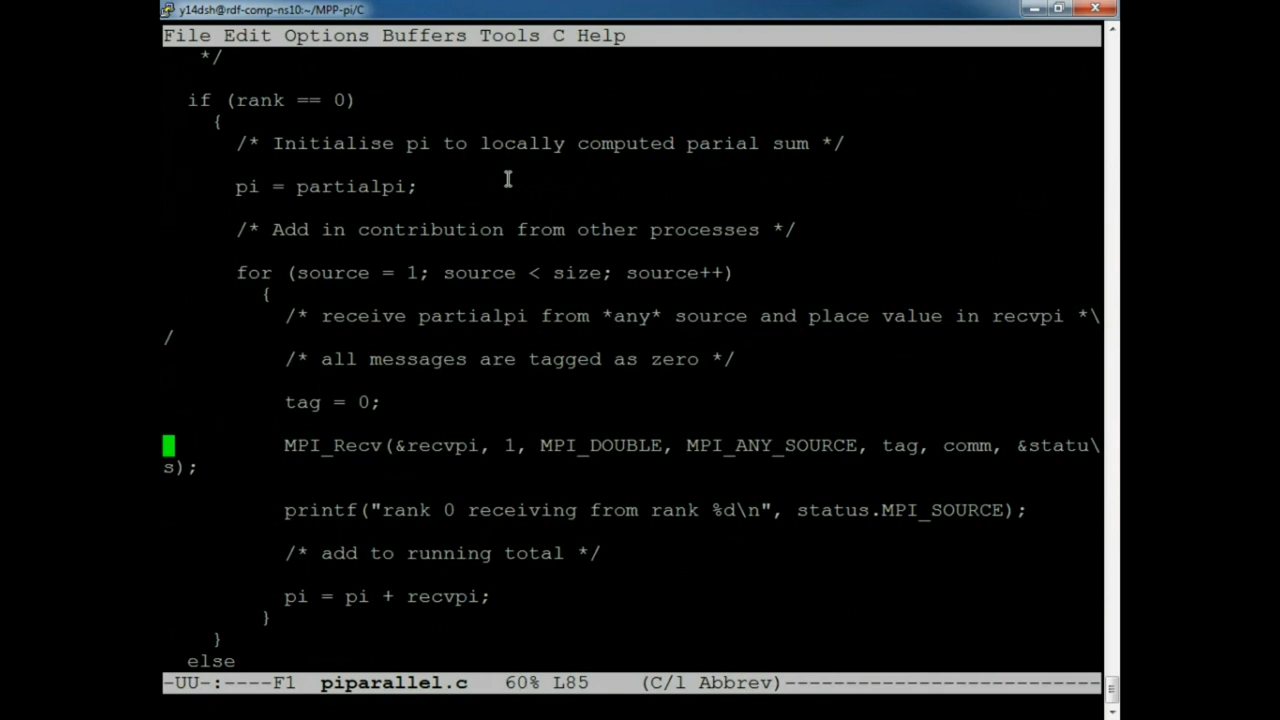 y14dsh@rdf-comp-ns10:~/MPP-pi/C
File Edit Options Buffers Tools C Help
*/
if (rank == 0)
{
/* Initialise pi to locally computed parial sum */
pi = partialpi;
/* Add in contribution from other processes */
for (source = 1; source < size; source++)
{
/* receive partialpi from *any* source and place value in recvpi *\
/
/* all messages are tagged as zero */
tag = 0;
MPI_Recv(&recvpi, 1, MPI_DOUBLE, MPI_ANY_SOURCE, tag, comm, &statu\
s);
printf("rank 0 receiving from rank %d\n", status.MPI_SOURCE);
/* add to running total */
pi = pi + recvpi;
}
}
else
-UU-:----F1  piparallel.c   60% L85    (C/l Abbrev)--------------------------